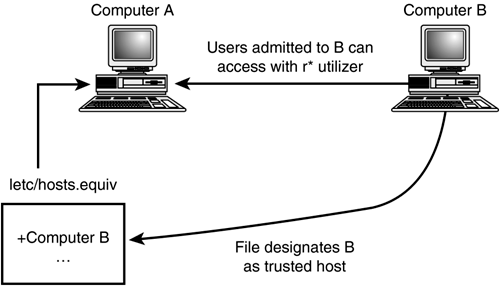 Computer A
Computer B
Users admitted to B can
access with r* utilizer
letc/hosts.equiv
+Computer B
...
File designates B
as trusted host